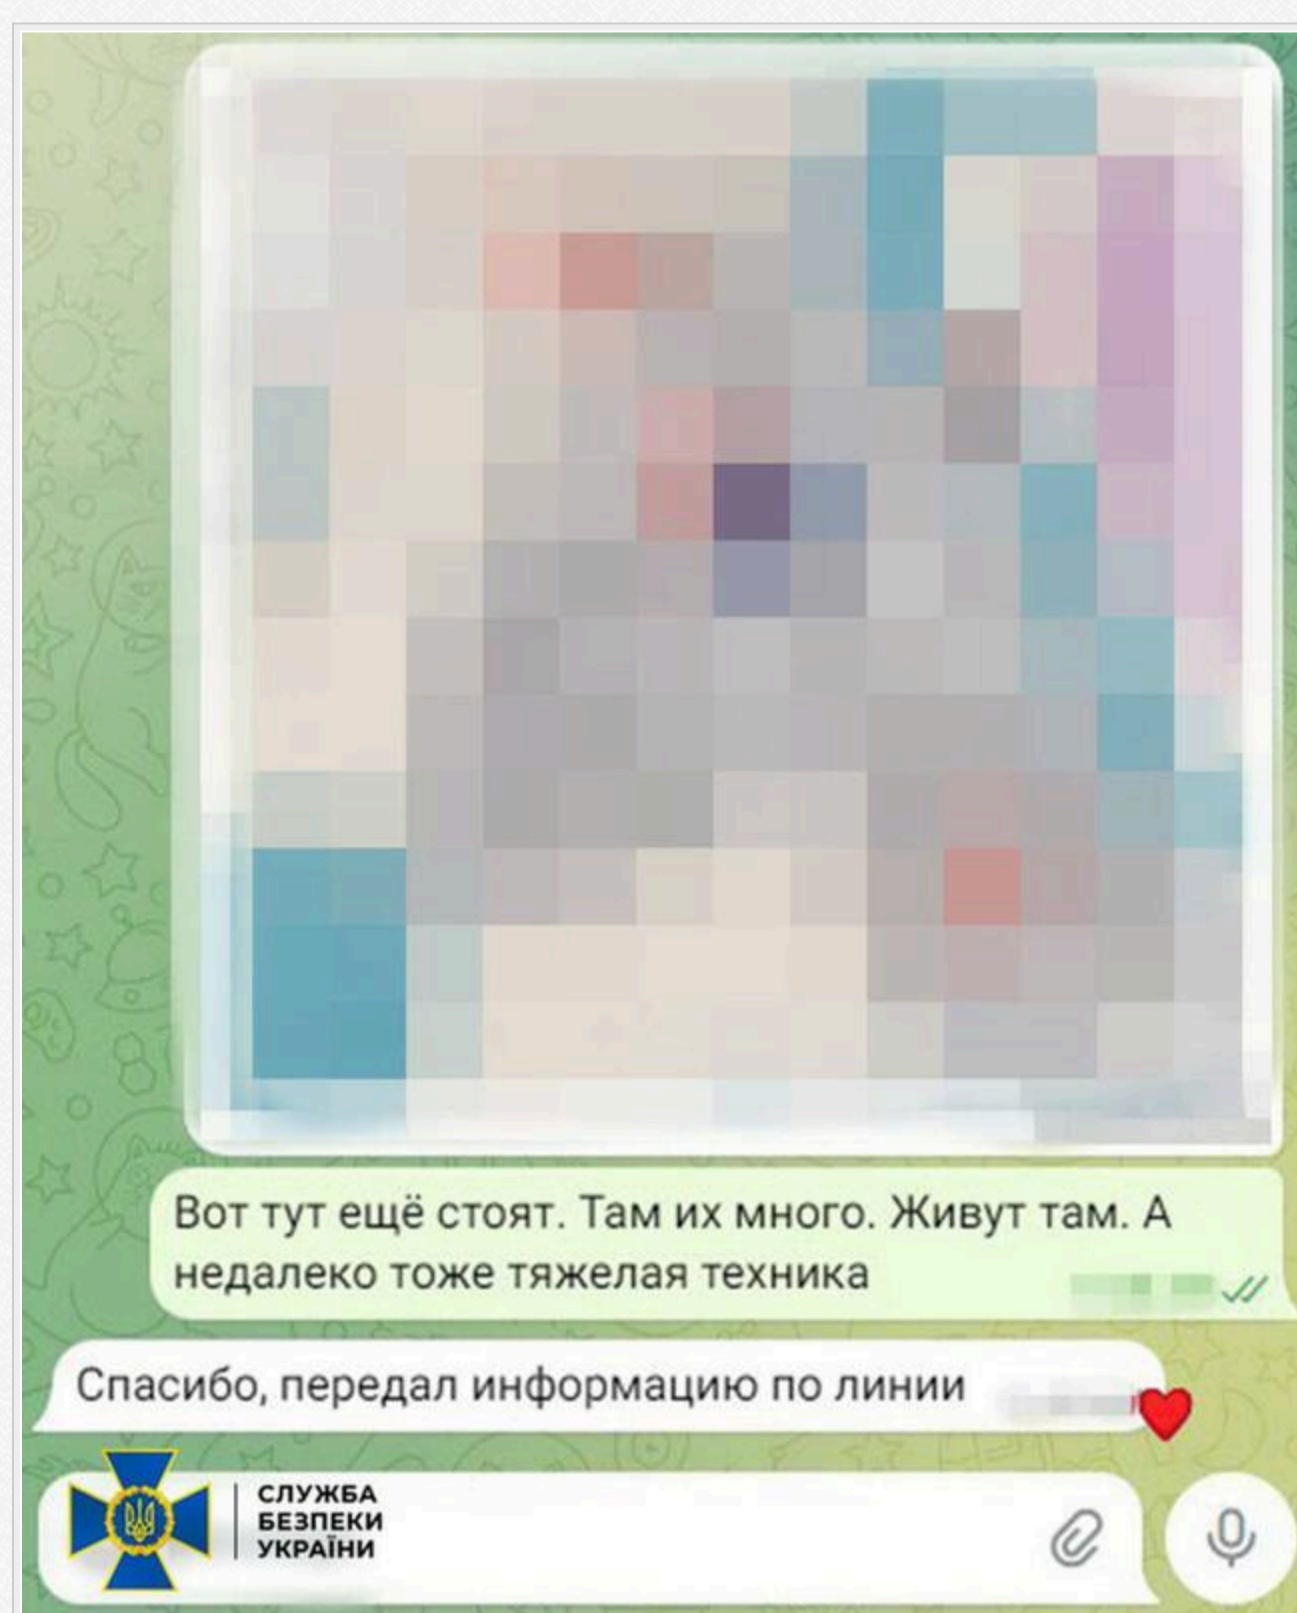 Вот тут ещё стоят. Там их много. Живут там. А
недалеко тоже тяжелая техника
Спасибо, передал информацию по линии
СЛУЖБА
БЕЗПЕКИ
УКРАЇНИ